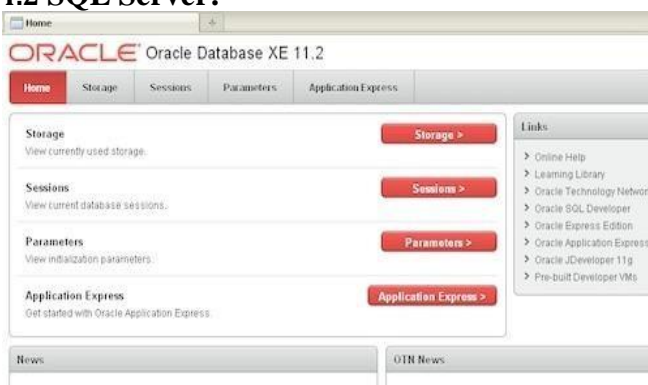 4.2 SQL Server:
Home
ORACLE Oracle Database XE 11.2
Home Storage Sessions Parameters Application Express
Storage
View currently used storage.
Storage >
Sessions
View current database sessions.
Sessions >
Parameters
View initialization parameters.
Parameters >
Application Express
Get started with Oracle Application Express.
Application Express >
Links
Online Help
Learning Library
Oracle Technology Networ
Oracle SQL Developer
Oracle Express Edition
Oracle Application Express
Oracle JDeveloper 11g
Pre-built Developer VMs
News
OTN News